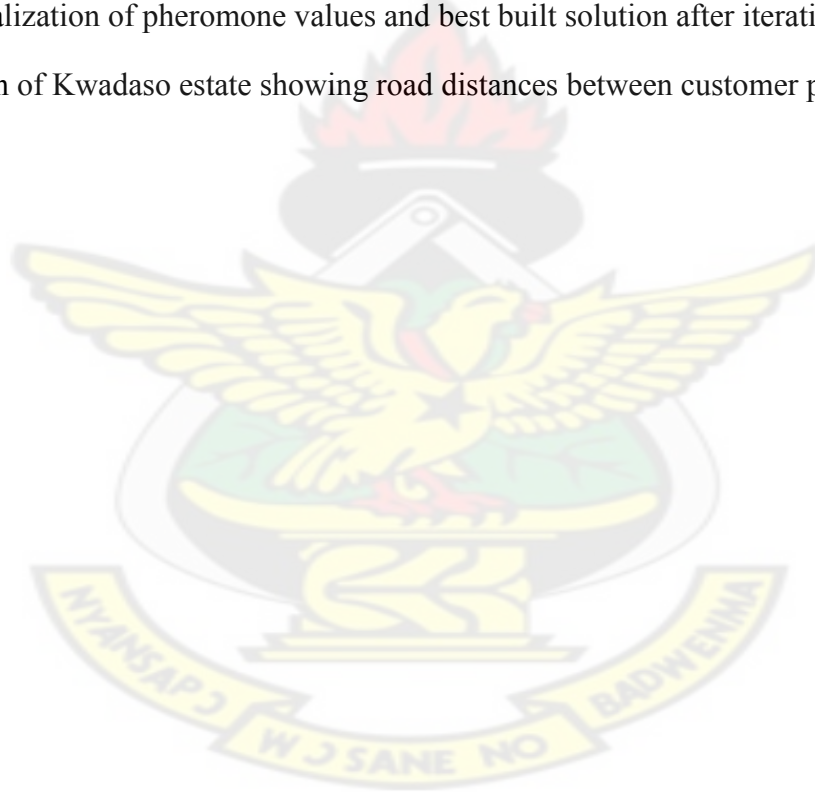 alization of pheromone values and best built solution after iterati
n of Kwadaso estate showing road distances between customer p
NYANSAPƆ
WƆSANE NO
BADWENMA